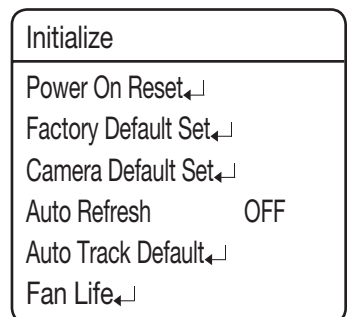 Initialize
Power On Reset↵
Factory Default Set↵
Camera Default Set↵
Auto Refresh OFF
Auto Track Default↵
Fan Life↵